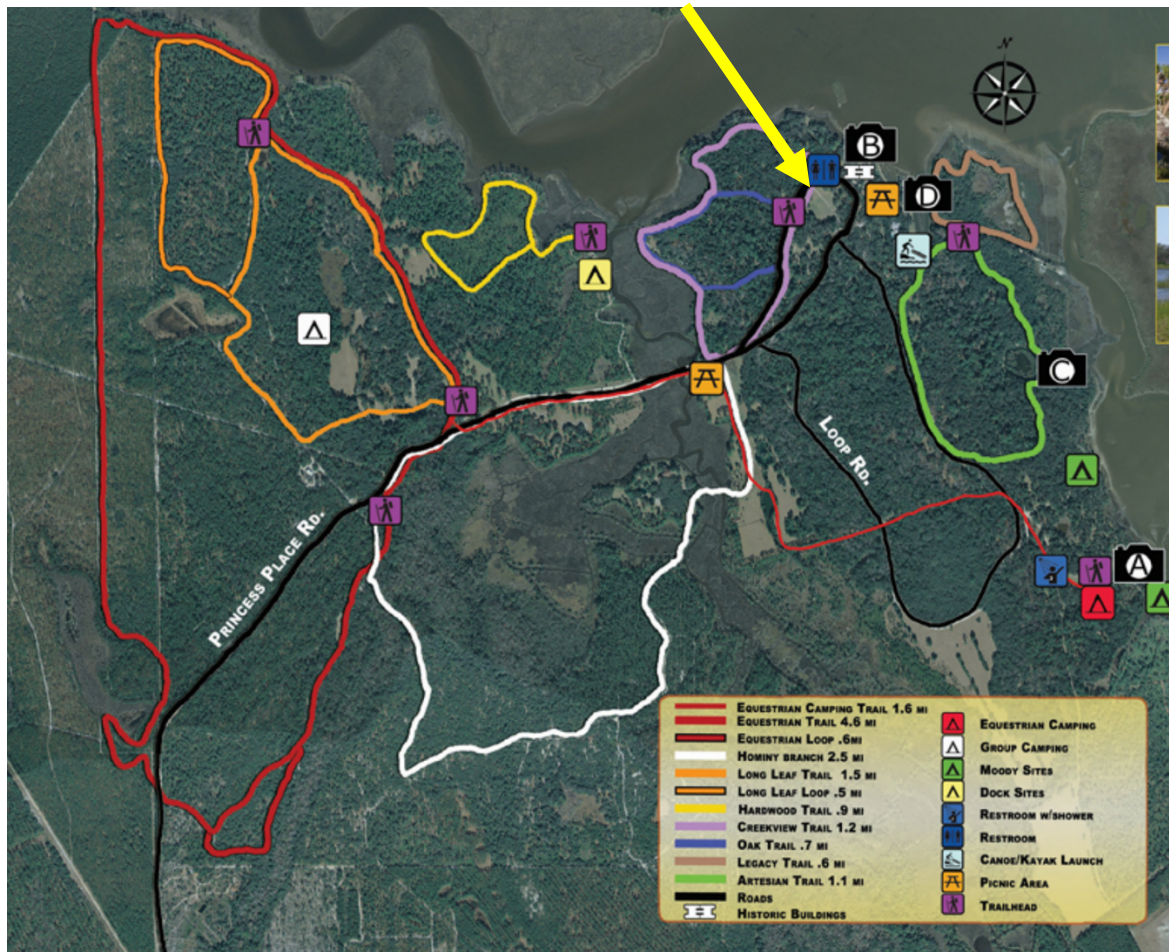 N
B
D
C
A
Loop Rd.
Princess Place Rd.
Equestrian Camping Trail 1.6 mi
Equestrian Trail 4.6 mi
Equestrian Loop .6mi
Hominy branch 2.5 mi
Long Leaf Trail 1.5 mi
Long Leaf Loop .5 mi
Hardwood Trail .9 mi
Creekview Trail 1.2 mi
Oak Trail .7 mi
Legacy Trail .6 mi
Artesian Trail 1.1 mi
Roads
Historic Buildings
Equestrian Camping
Group Camping
Moody Sites
Dock Sites
Restroom w/shower
Restroom
Canoe/Kayak Launch
Picnic Area
Trailhead